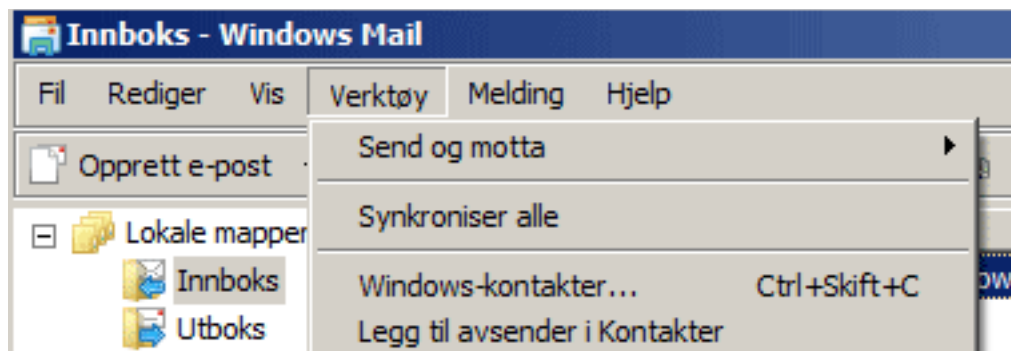 Innboks - Windows Mail
Fil Rediger Vis Verktøy Melding Hjelp
Opprett e-post
Send og motta
Synkroniser alle
Lokale mapper
Innboks
Windows-kontakter... Ctrl+Skift+C
Utboks
Legg til avsender i Kontakter